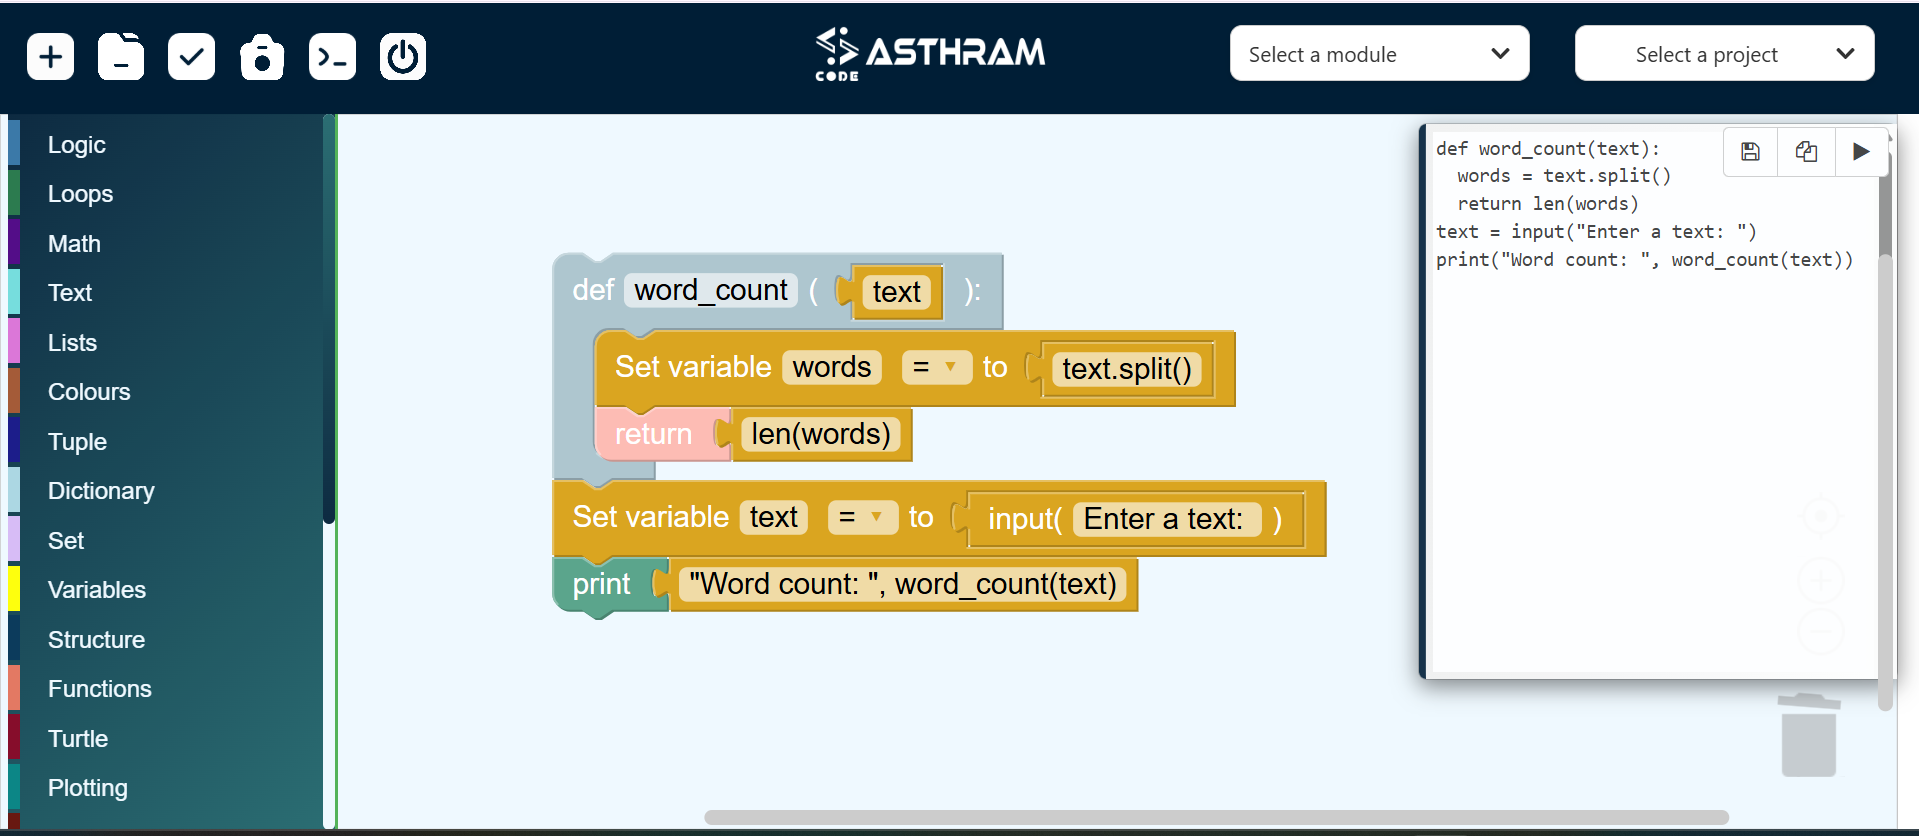 CODE ASTHRAM
Select a module
Select a project
Logic
Loops
Math
Text
Lists
Colours
Tuple
Dictionary
Set
Variables
Structure
Functions
Turtle
Plotting
def word_count ( text ):
Set variable words = to text.split()
return len(words)
Set variable text = to input( Enter a text: )
print "Word count: ", word_count(text)
def word_count(text):
words = text.split()
return len(words)
text = input("Enter a text: ")
print("Word count: ", word_count(text))